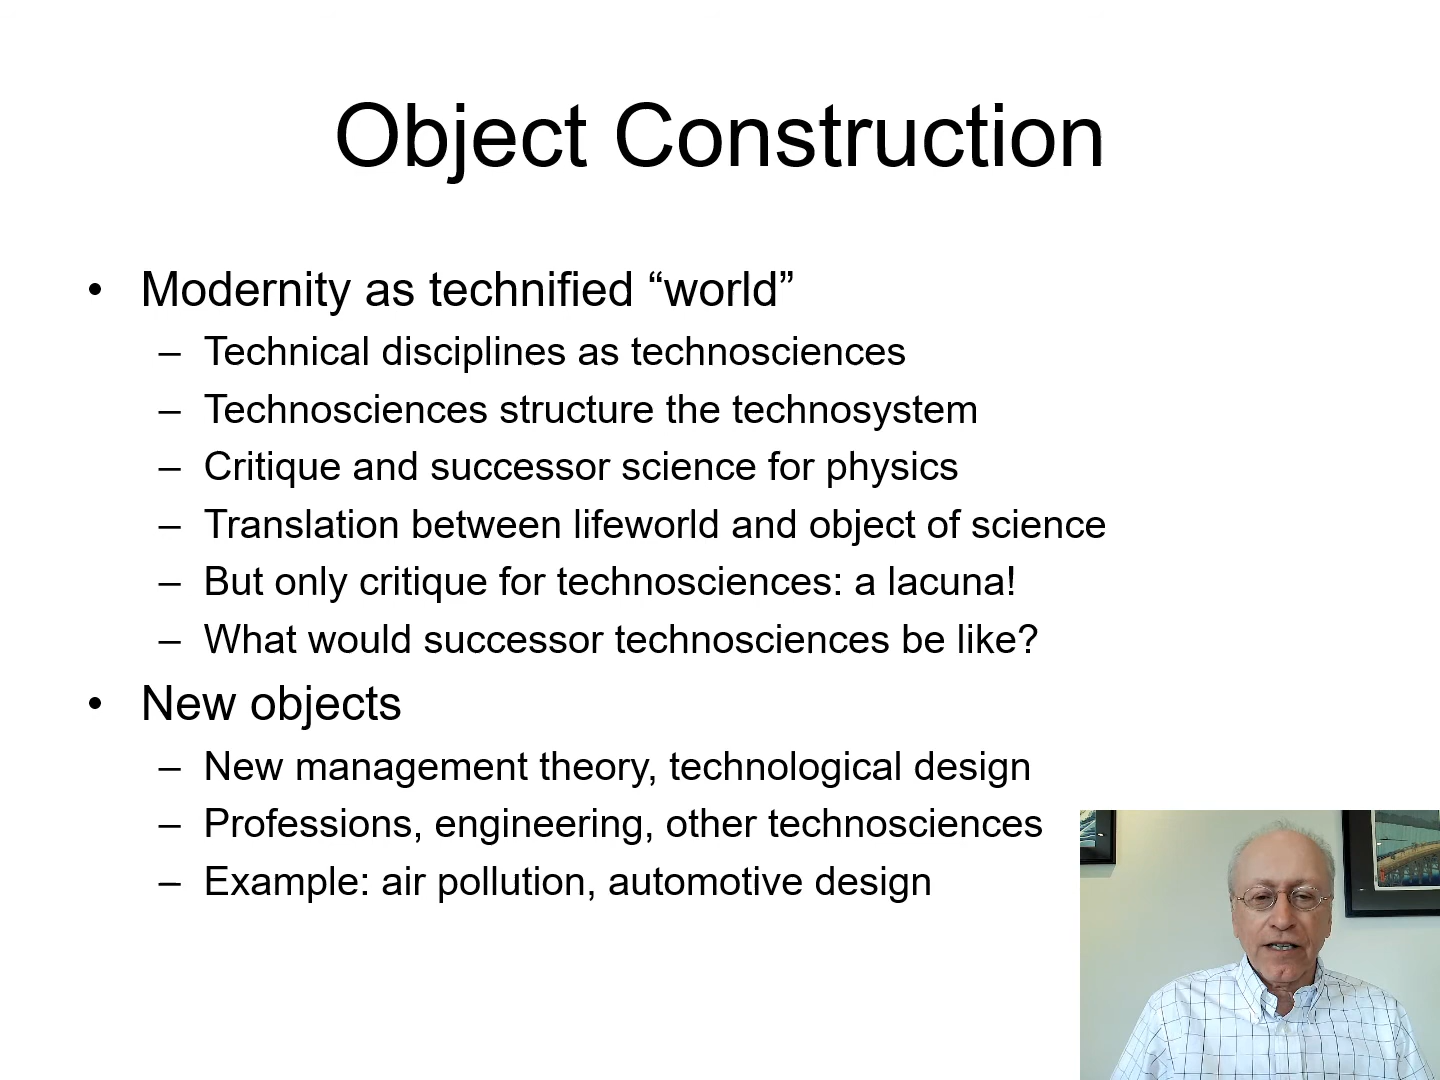 Object Construction
• Modernity as technified “world”
– Technical disciplines as technosciences
– Technosciences structure the technosystem
– Critique and successor science for physics
– Translation between lifeworld and object of science
– But only critique for technosciences: a lacuna!
– What would successor technosciences be like?
• New objects
– New management theory, technological design
– Professions, engineering, other technosciences
– Example: air pollution, automotive design